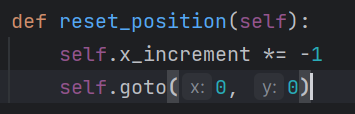 def reset_position(self):
    self.x_increment *= -1
    self.goto(x: 0, y: 0)